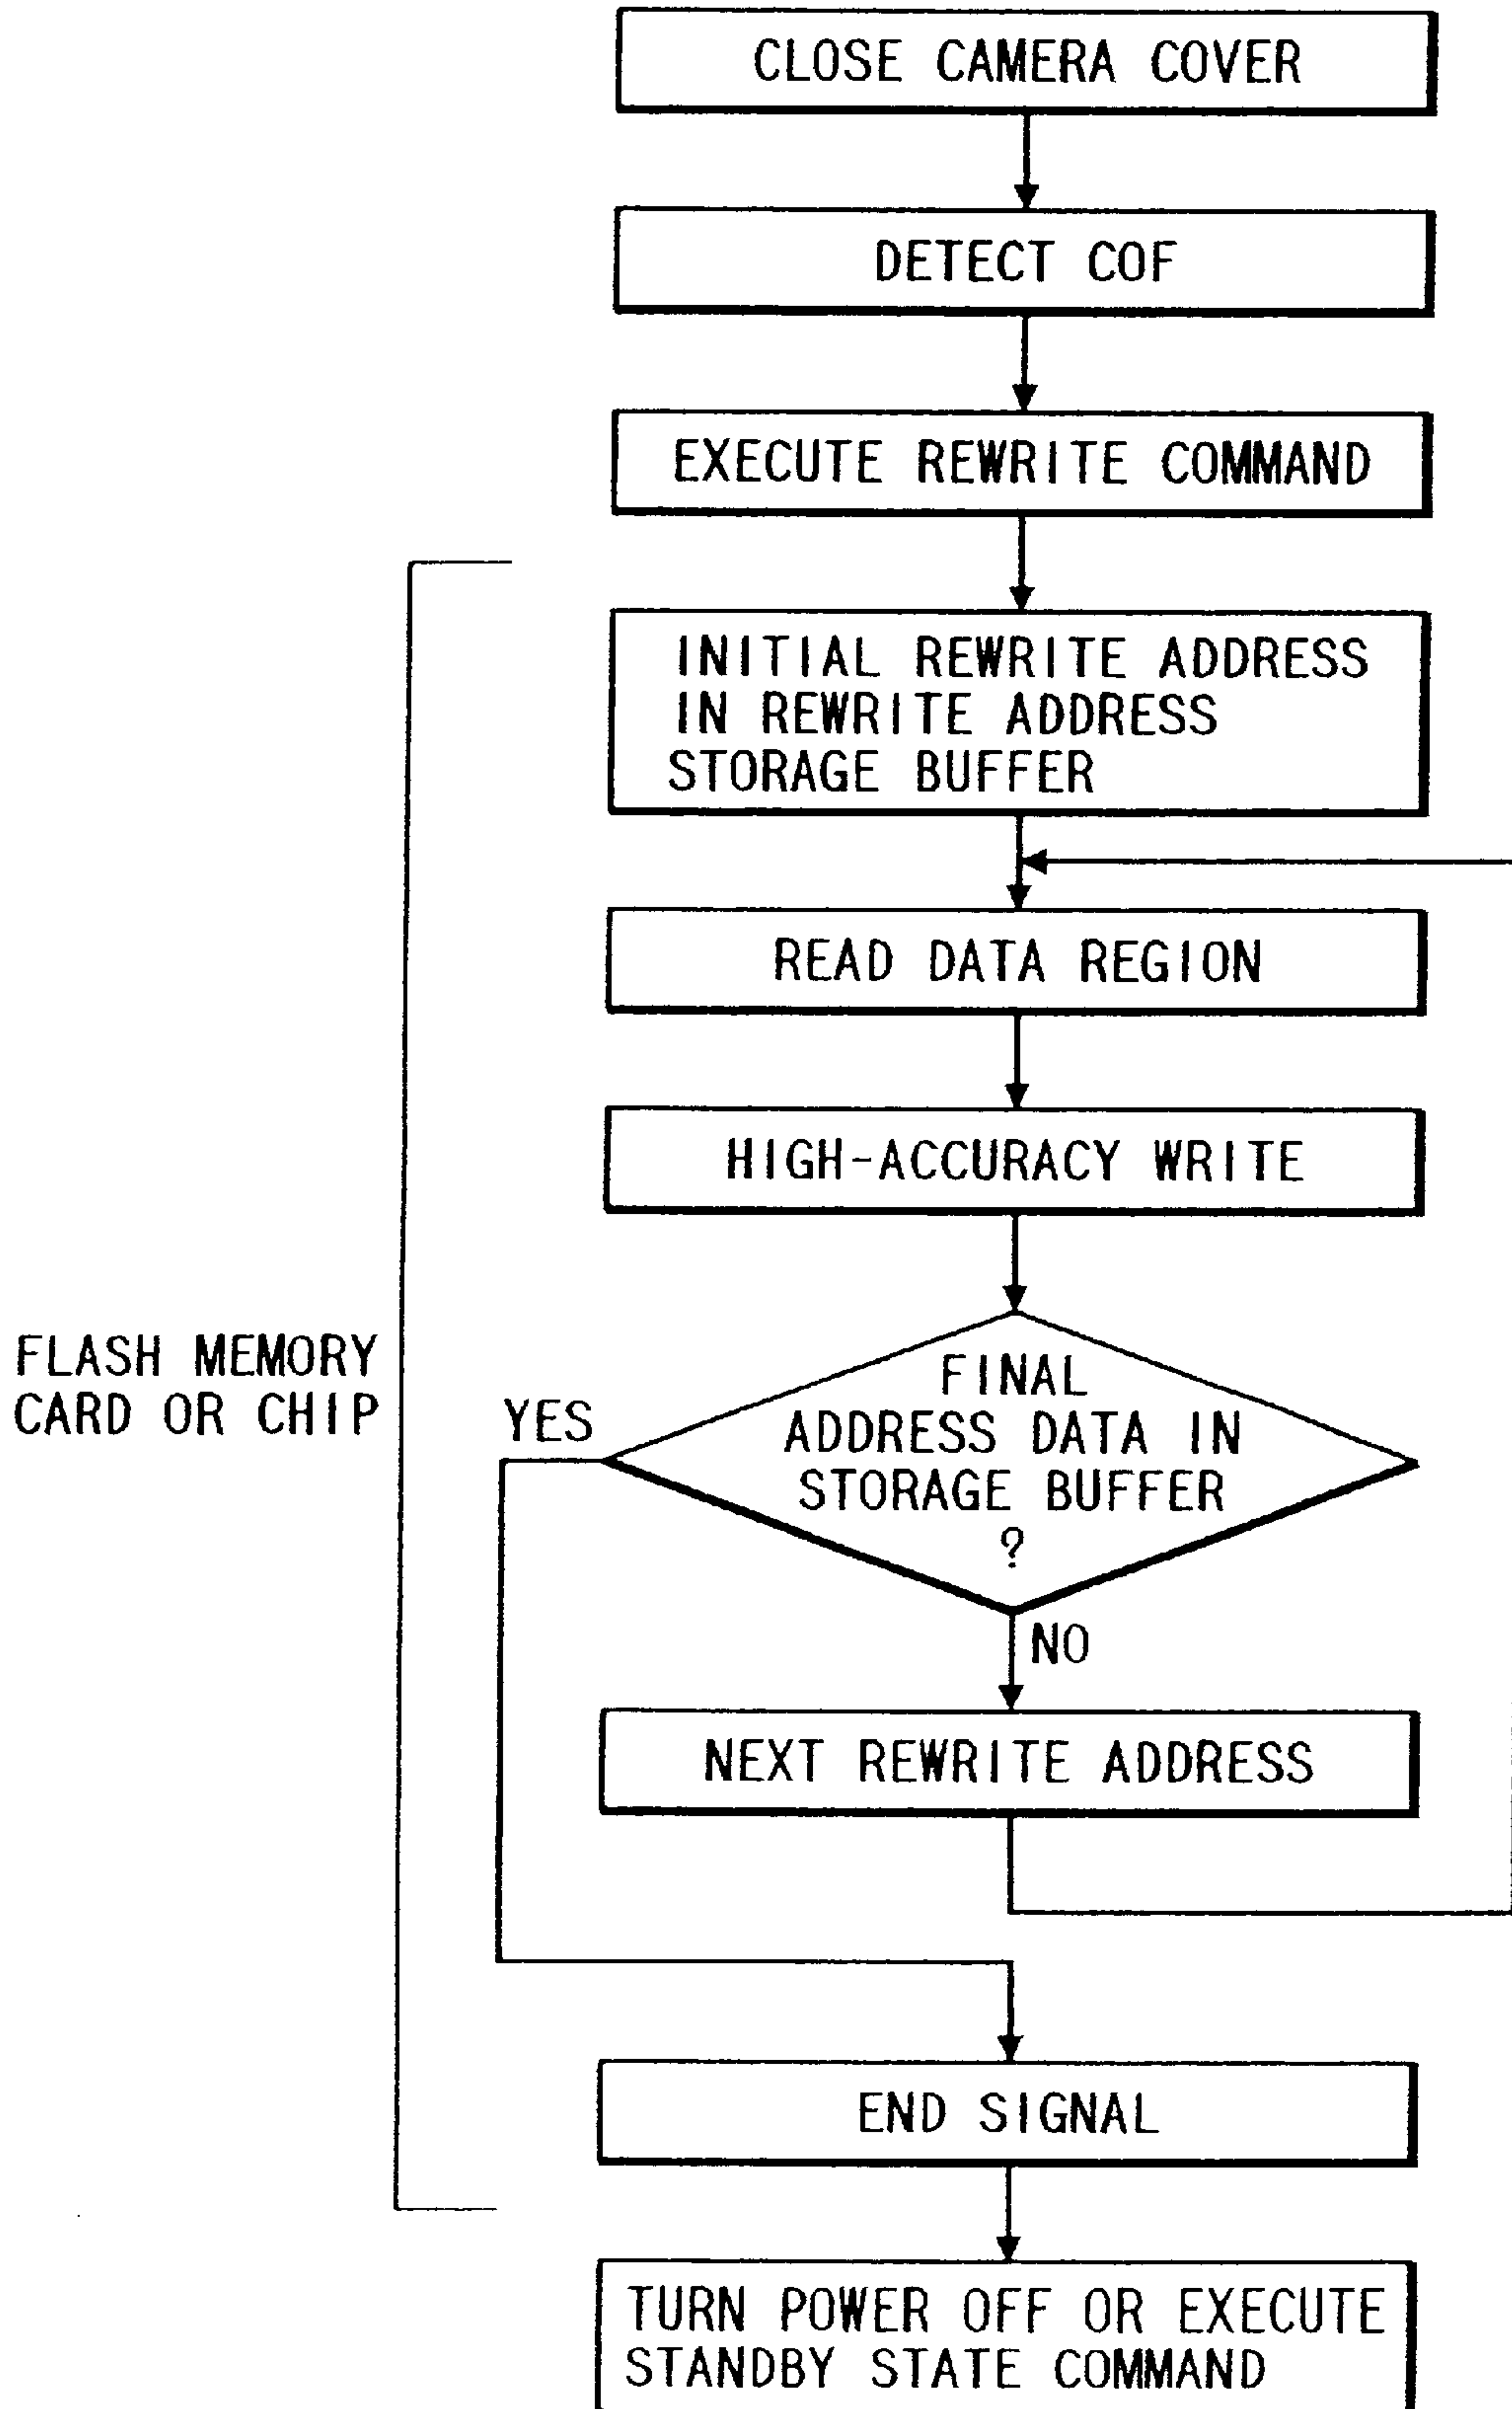 CLOSE CAMERA COVER
DETECT COF
EXECUTE REWRITE COMMAND
INITIAL REWRITE ADDRESS
IN REWRITE ADDRESS
STORAGE BUFFER
READ DATA REGION
HIGH-ACCURACY WRITE
FLASH MEMORY
CARD OR CHIP
YES
FINAL
ADDRESS DATA IN
STORAGE BUFFER
?
NO
NEXT REWRITE ADDRESS
END SIGNAL
TURN POWER OFF OR EXECUTE
STANDBY STATE COMMAND